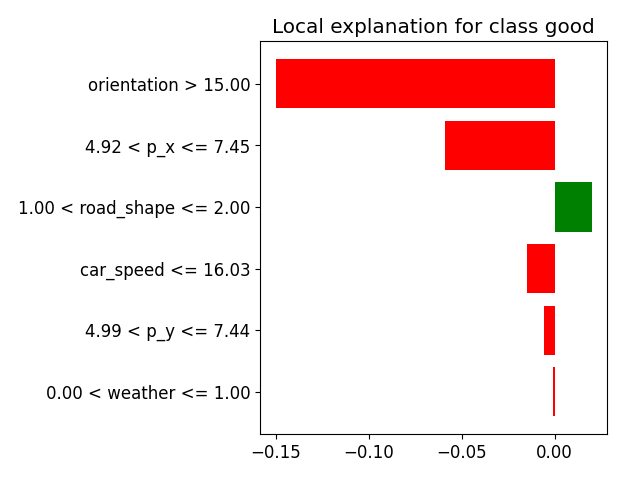 Local explanation for class good
orientation > 15.00
4.92 < p_x <= 7.45
1.00 < road_shape <= 2.00
car_speed <= 16.03
4.99 < p_y <= 7.44
0.00 < weather <= 1.00
−0.15 −0.10 −0.05 0.00